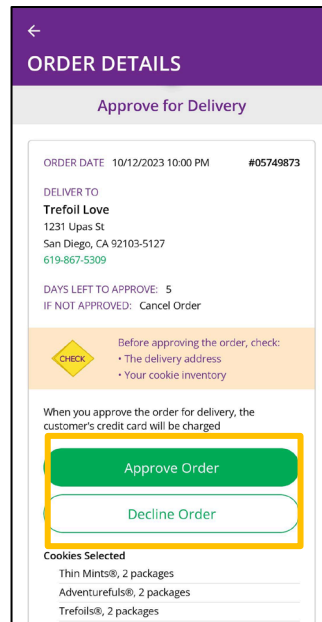 ←
ORDER DETAILS
Approve for Delivery
ORDER DATE 10/12/2023 10:00 PM #05749873
DELIVER TO
Trefoil Love
1231 Upas St
San Diego, CA 92103-5127
619-867-5309
DAYS LEFT TO APPROVE: 5
IF NOT APPROVED: Cancel Order
CHECK
Before approving the order, check:
• The delivery address
• Your cookie inventory
When you approve the order for delivery, the
customer's credit card will be charged
Approve Order
Decline Order
Cookies Selected
Thin Mints®, 2 packages
Adventurefuls®, 2 packages
Trefoils®, 2 packages